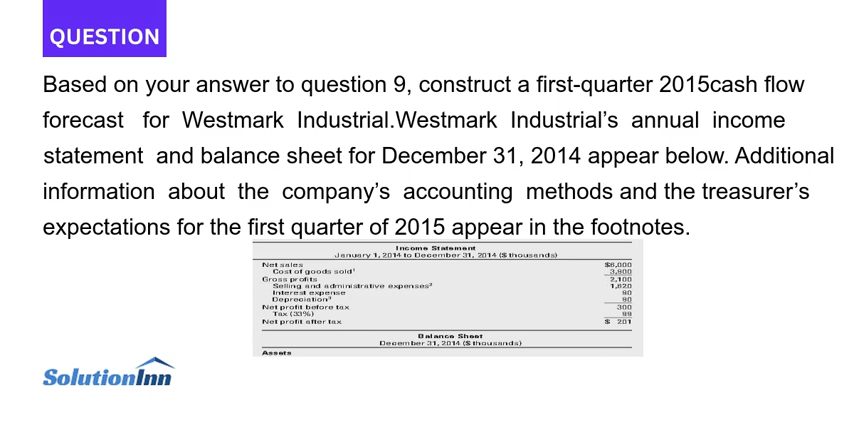 QUESTION
Based on your answer to question 9, construct a first-quarter 2015cash flow
forecast for Westmark Industrial.Westmark Industrial’s annual income
statement and balance sheet for December 31, 2014 appear below. Additional
information about the company’s accounting methods and the treasurer’s
expectations for the first quarter of 2015 appear in the footnotes.
Income Statement
January 1, 2014 to December 31, 2014 ($ thousands)
Net sales $6,000
Cost of goods sold¹ 3,900
Gross profits 2,100
Selling and administrative expenses² 1,620
Interest expense 90
Depreciation³ 90
Net profit before tax 300
Tax (33%) 99
Net profit after tax $ 201
Balance Sheet
December 31, 2014 ($ thousands)
Assets
SolutionInn